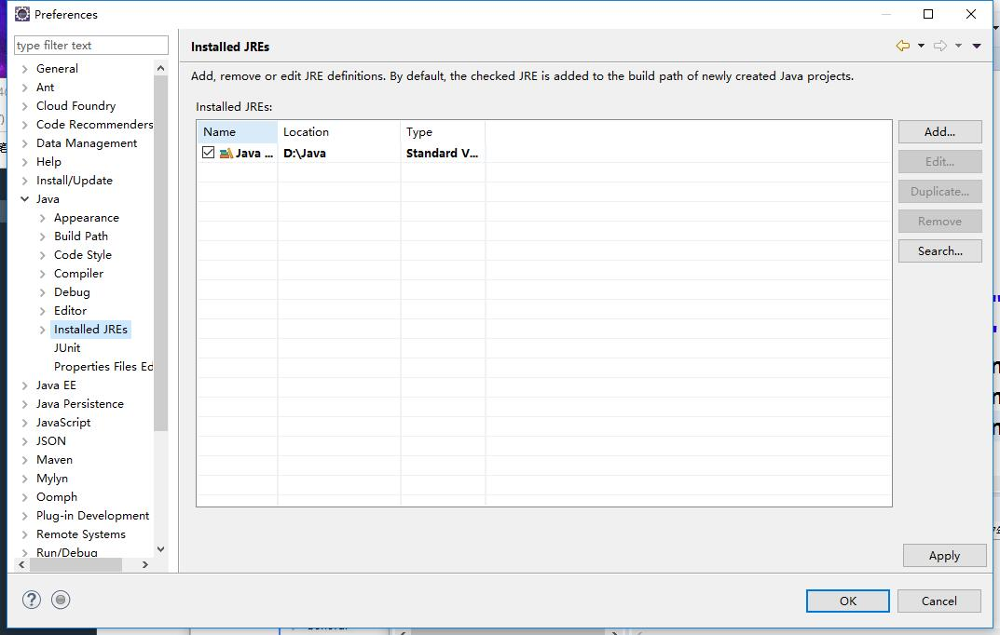 Preferences
type filter text
General
Ant
Cloud Foundry
Code Recommenders
Data Management
Help
Install/Update
Java
Appearance
Build Path
Code Style
Compiler
Debug
Editor
Installed JREs
JUnit
Properties Files Ed
Java EE
Java Persistence
JavaScript
JSON
Maven
Mylyn
Oomph
Plug-in Development
Remote Systems
Run/Debug
Installed JREs
Add, remove or edit JRE definitions. By default, the checked JRE is added to the build path of newly created Java projects.
Installed JREs:
Name Location Type
Java ... D:\Java Standard V...
Add...
Edit...
Duplicate...
Remove
Search...
Apply
OK Cancel